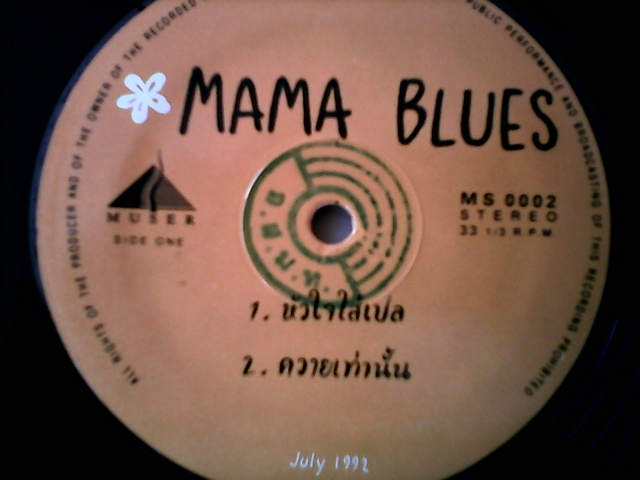 ALL RIGHTS OF THE PRODUCER AND OF THE OWNER OF THE RECORDED
PUBLIC PERFORMANCE AND BROADCASTING OF THIS RECORDING PROHIBITED
MAMA BLUES
MUSER
SIDE ONE
MS 0002
STEREO
33 1/3 R.P.M
1. หัวใจใส่เปล
2. ควายเท่านั้น
July 1992